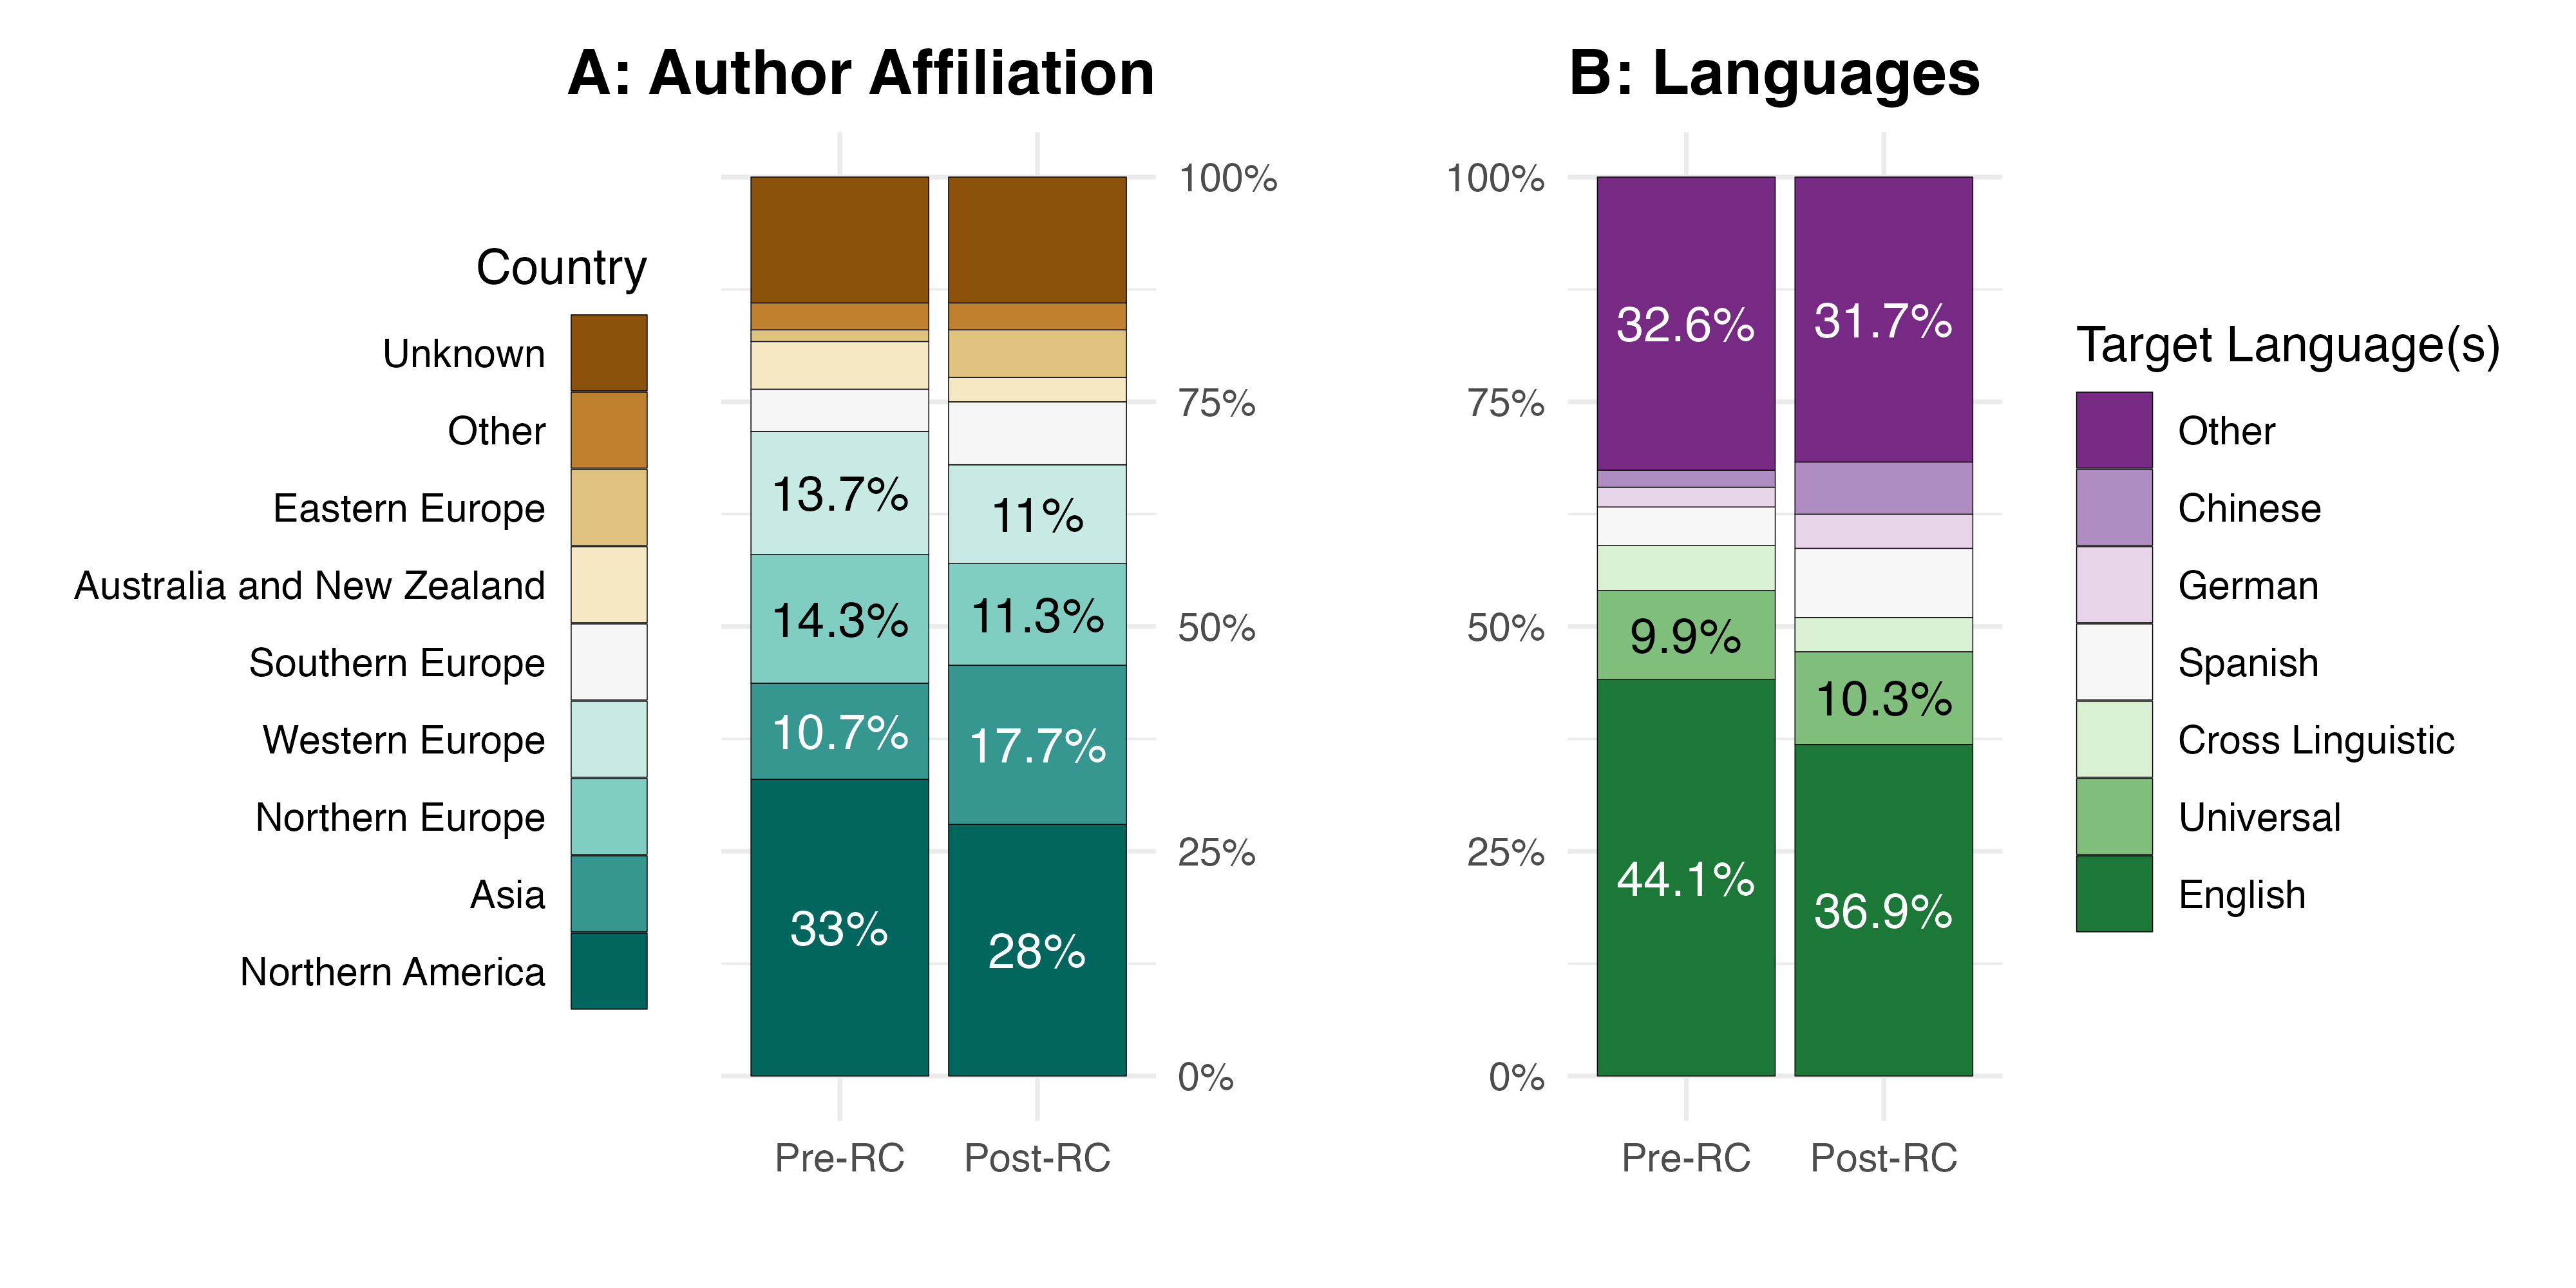 A: Author Affiliation
Country
Unknown
Other
Eastern Europe
Australia and New Zealand
Southern Europe
Western Europe
Northern Europe
Asia
Northern America
13.7%
14.3%
10.7%
33%
11%
11.3%
17.7%
28%
100%
75%
50%
25%
0%
Pre-RC
Post-RC
B: Languages
100%
75%
50%
25%
0%
32.6%
9.9%
44.1%
31.7%
10.3%
36.9%
Pre-RC
Post-RC
Target Language(s)
Other
Chinese
German
Spanish
Cross Linguistic
Universal
English